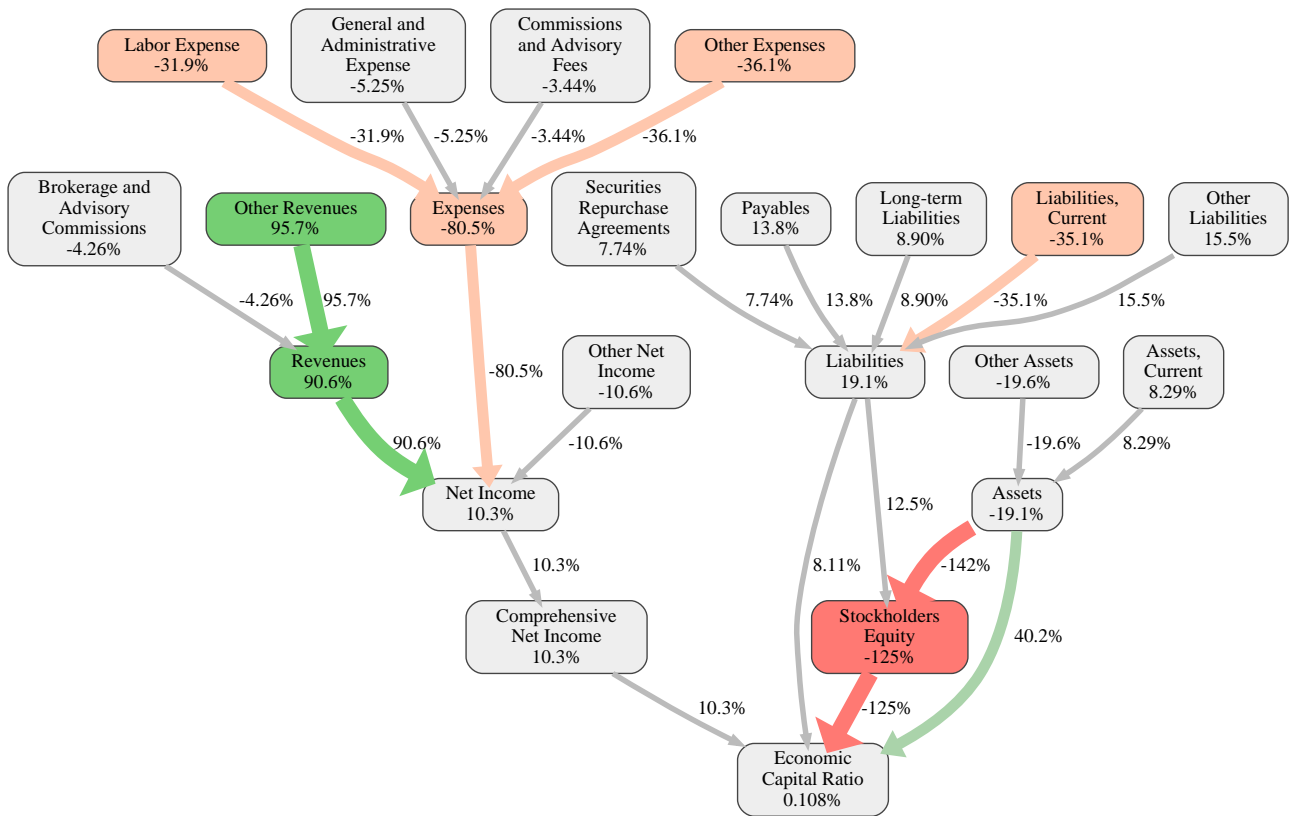 Labor Expense
-31.9%
General and
Administrative
Expense
-5.25%
Commissions
and Advisory
Fees
-3.44%
Other Expenses
-36.1%
-31.9%
-5.25%
-3.44%
-36.1%
Brokerage and
Advisory
Commissions
-4.26%
Other Revenues
95.7%
Expenses
-80.5%
Securities
Repurchase
Agreements
7.74%
Payables
13.8%
Long-term
Liabilities
8.90%
Liabilities,
Current
-35.1%
Other
Liabilities
15.5%
-4.26%
95.7%
7.74%
13.8%
8.90%
-35.1%
15.5%
Revenues
90.6%
-80.5%
Other Net
Income
-10.6%
Liabilities
19.1%
Other Assets
-19.6%
Assets,
Current
8.29%
90.6%
-10.6%
-19.6%
8.29%
Net Income
10.3%
12.5%
Assets
-19.1%
10.3%
8.11%
-142%
Comprehensive
Net Income
10.3%
Stockholders
Equity
-125%
40.2%
10.3%
-125%
Economic
Capital Ratio
0.108%